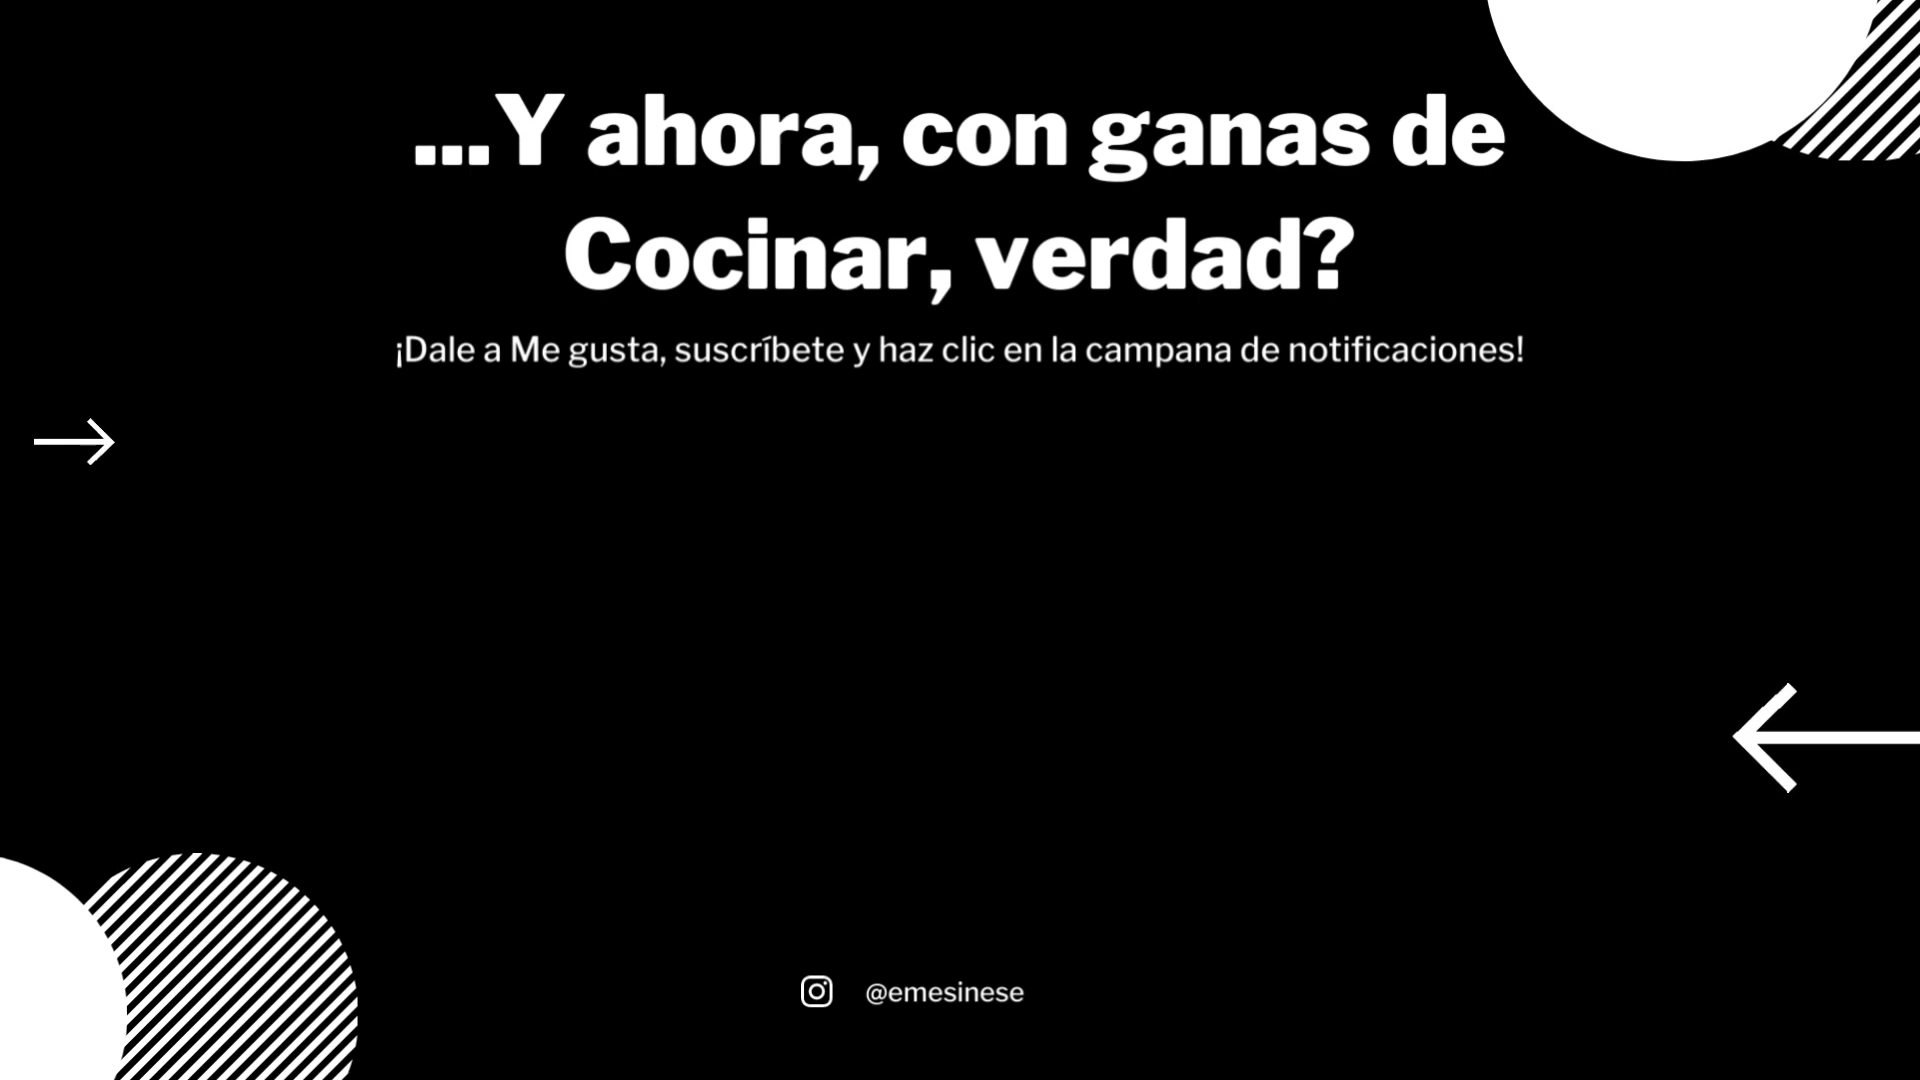 ...Y ahora, con ganas de
Cocinar, verdad?
¡Dale a Me gusta, suscríbete y haz clic en la campana de notificaciones!
@emesinese